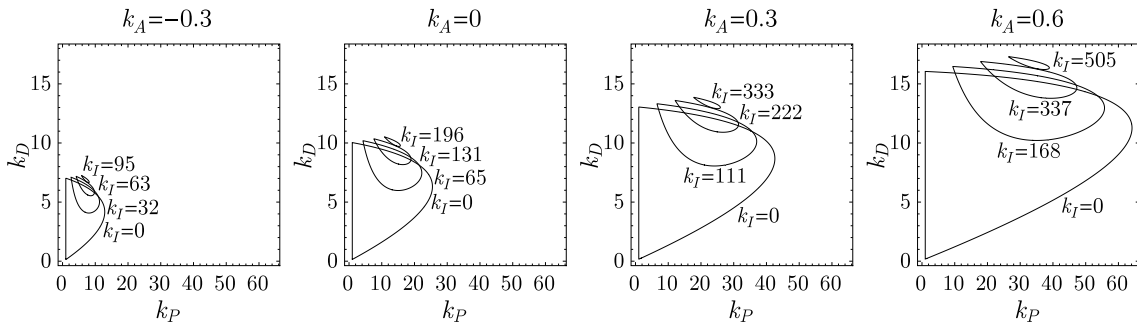 k_A=−0.3
k_D
15
10
5
0
k_I=95
k_I=63
k_I=32
k_I=0
0 10 20 30 40 50 60
k_P
k_A=0
k_D
15
10
5
0
k_I=196
k_I=131
k_I=65
k_I=0
0 10 20 30 40 50 60
k_P
k_A=0.3
k_D
15
10
5
0
k_I=333
k_I=222
k_I=111
k_I=0
0 10 20 30 40 50 60
k_P
k_A=0.6
k_D
15
10
5
0
k_I=505
k_I=337
k_I=168
k_I=0
0 10 20 30 40 50 60
k_P